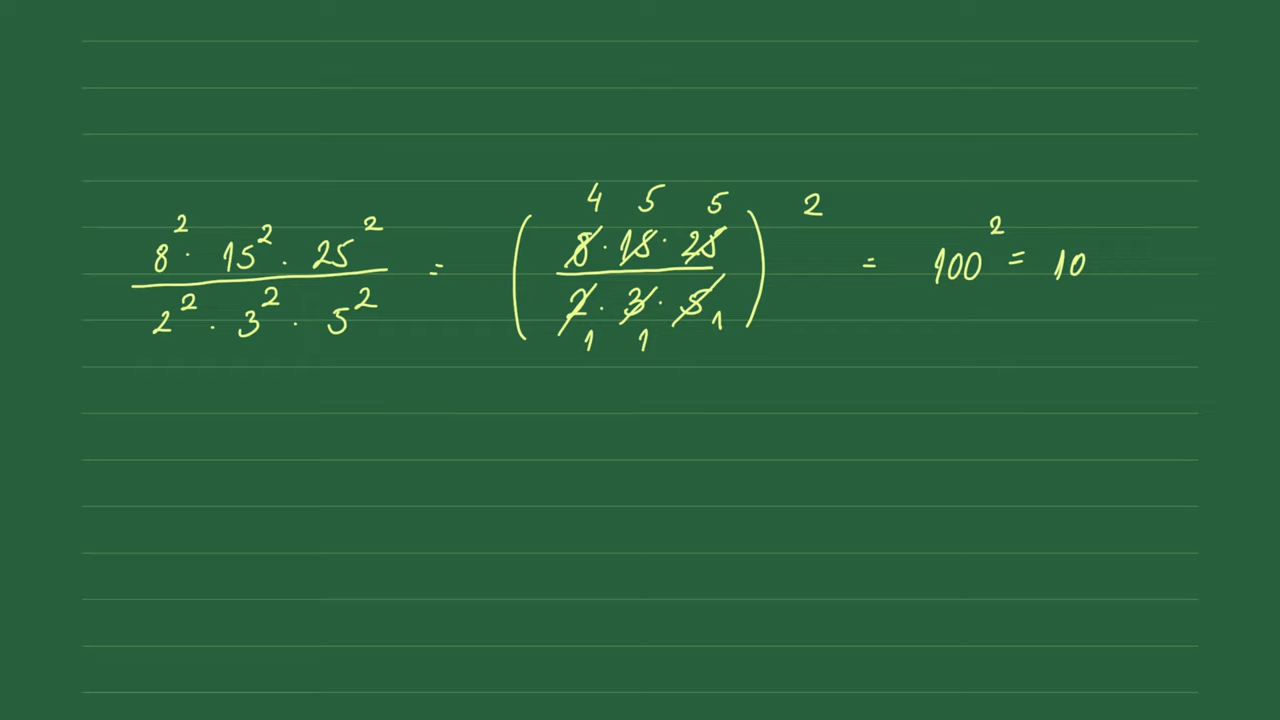 8² · 15² · 25² / 2² · 3² · 5² = ( 8 · 15 · 25 / 2 · 3 · 5 )² = 100² = 10
4 5 5
1 1 1